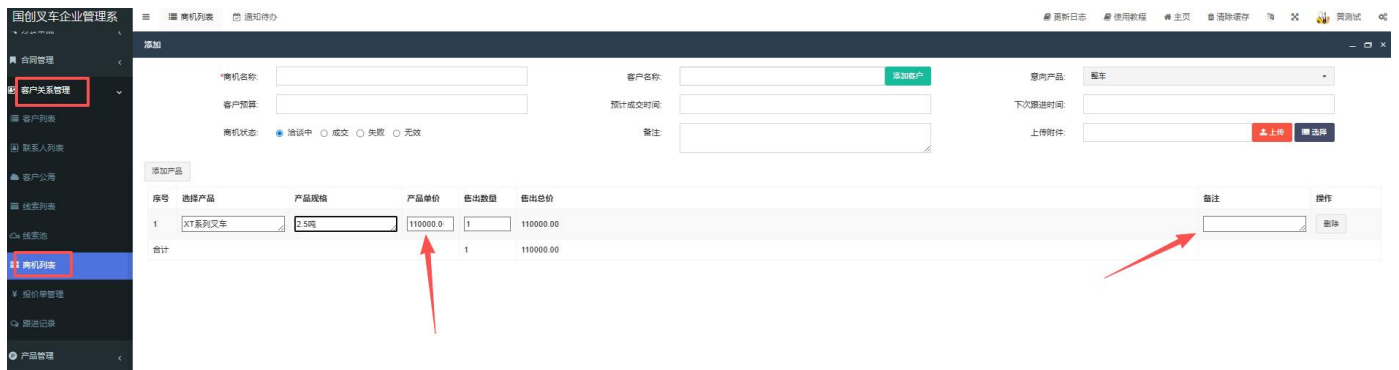 国创叉车企业管理系
商机列表 通知待办 更新日志 使用教程 主页 清除缓存 黄测试
添加
合同管理
*商机名称: 客户名称: 添加客户 意向产品: 整车
客户关系管理
客户预算: 预计成交时间: 下次跟进时间:
客户列表
商机状态: 洽谈中 成交 失败 无效 备注: 上传附件: 上传 选择
联系人列表
客户公海
添加产品
线索列表
序号 选择产品 产品规格 产品单价 售出数量 售出总价 备注 操作
1 XT系列叉车 2.5吨 110000.0 1 110000.00 删除
线索池
合计 1 110000.00
商机列表
¥ 报价单管理
跟进记录
产品管理